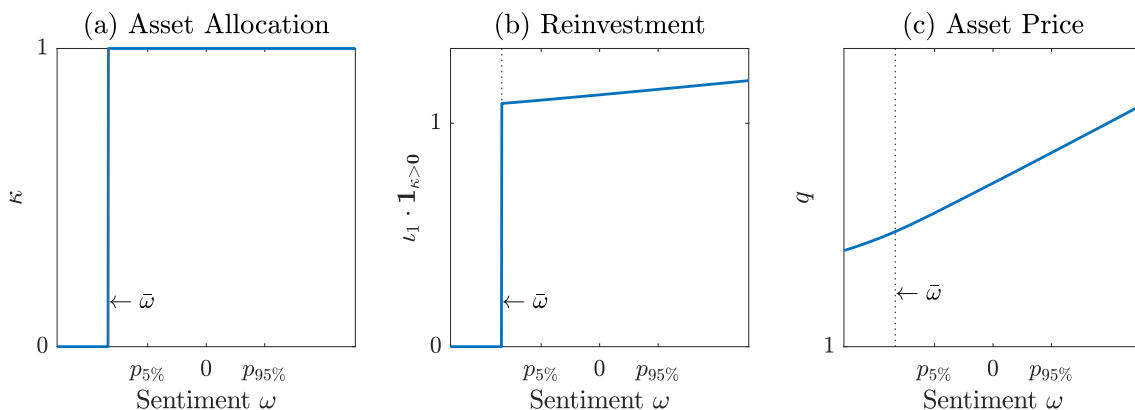 (a) Asset Allocation
1
κ
← ω̄
0
p5% 0 p95%
Sentiment ω
(b) Reinvestment
1
ι1 · 1κ>0
← ω̄
0
p5% 0 p95%
Sentiment ω
(c) Asset Price
q
← ω̄
1
p5% 0 p95%
Sentiment ω